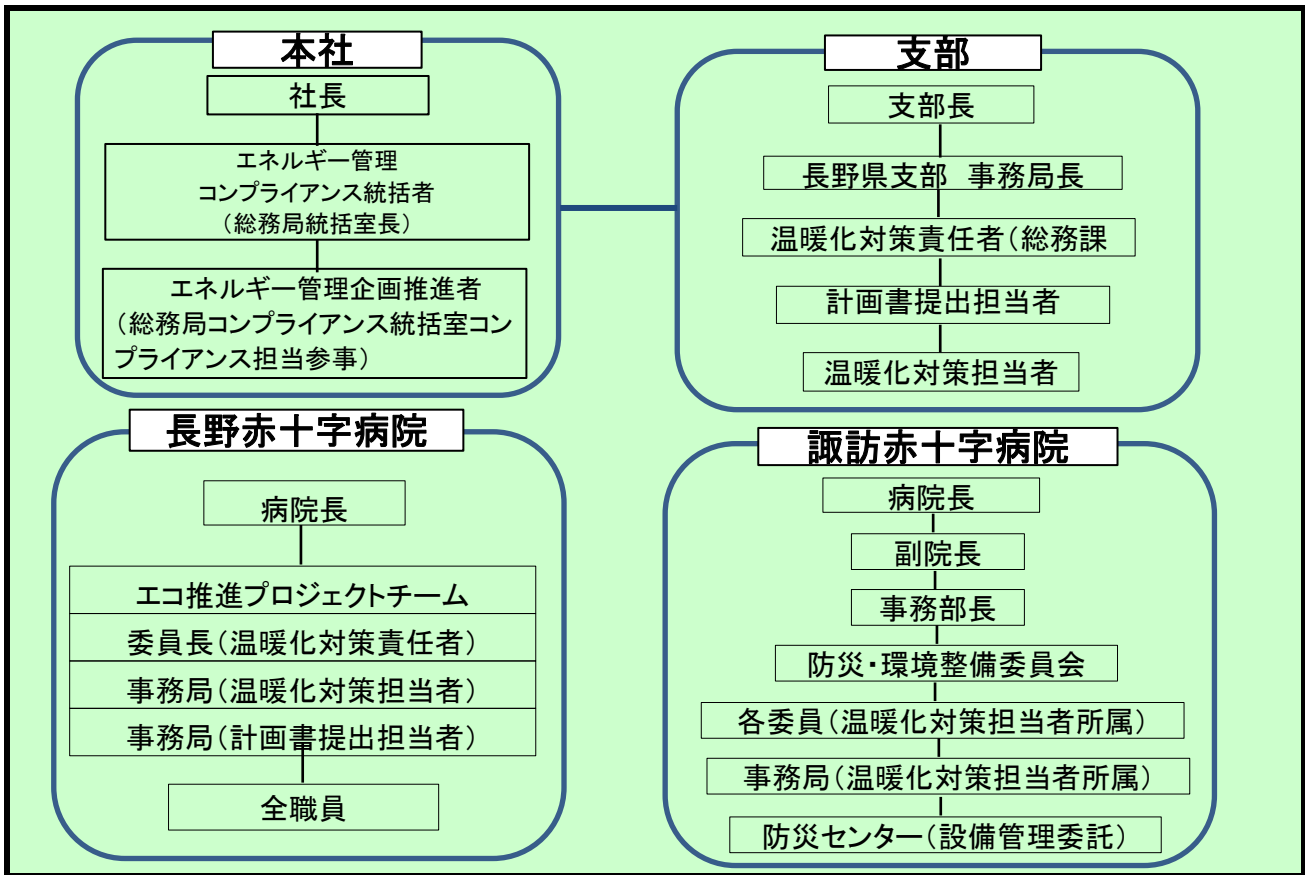 本社
社長
エネルギー管理
コンプライアンス統括者
(総務局統括室長)
エネルギー管理企画推進者
(総務局コンプライアンス統括室コン
プライアンス担当参事)
支部
支部長
長野県支部 事務局長
温暖化対策責任者(総務課
計画書提出担当者
温暖化対策担当者
長野赤十字病院
病院長
エコ推進プロジェクトチーム
委員長(温暖化対策責任者)
事務局(温暖化対策担当者)
事務局(計画書提出担当者)
全職員
諏訪赤十字病院
病院長
副院長
事務部長
防災・環境整備委員会
各委員(温暖化対策担当者所属)
事務局(温暖化対策担当者所属)
防災センター(設備管理委託)